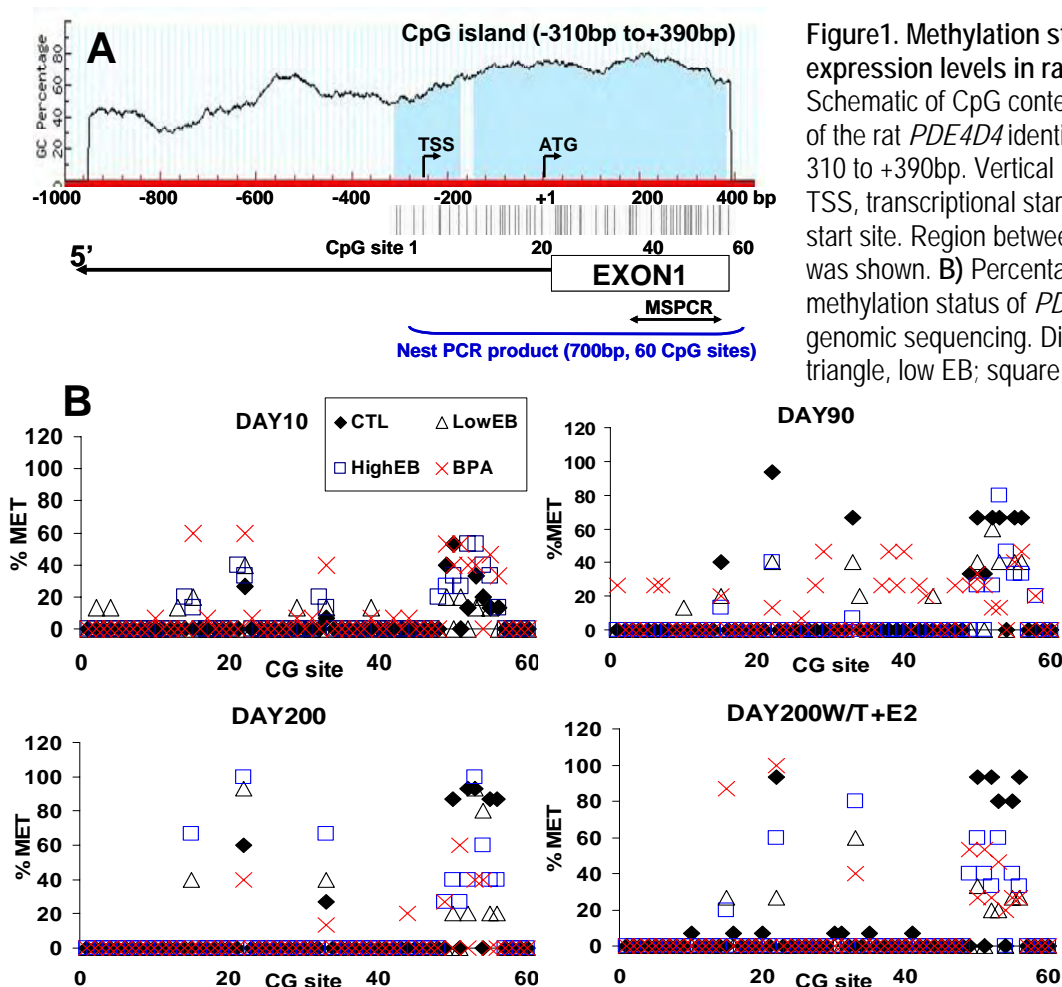 A
CpG island (-310bp to+390bp)
GC Percentage
0 20 40 60 80
TSS
ATG
-1000 -800 -600 -400 -200 +1 200 400 bp
CpG site 1 20 40 60
5’
EXON1
MSPCR
Nest PCR product (700bp, 60 CpG sites)
Figure1. Methylation st
expression levels in ra
Schematic of CpG conte
of the rat PDE4D4 identi
310 to +390bp. Vertical
TSS, transcriptional star
start site. Region betwee
was shown. B) Percenta
methylation status of PD
genomic sequencing. Di
triangle, low EB; square
B
DAY10
CTL LowEB
HighEB BPA
% MET
120
100
80
60
40
20
0
0 20 40 60
CG site
DAY90
%MET
120
100
80
60
40
20
0
0 20 40 60
CG site
DAY200
% MET
120
100
80
60
40
20
0
0 20 40 60
CG site
DAY200W/T+E2
% MET
120
100
80
60
40
20
0
0 20 40 60
CG site